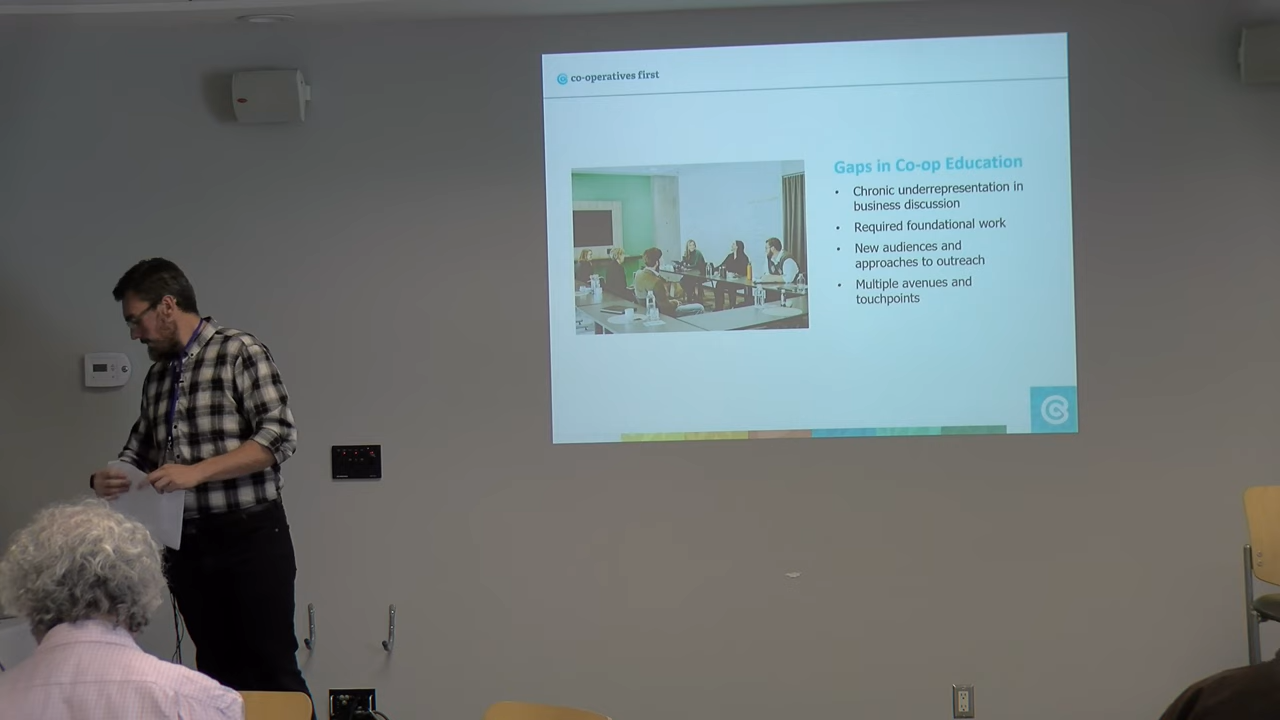 co-operatives first
Gaps in Co-op Education
• Chronic underrepresentation in
business discussion
• Required foundational work
• New audiences and
approaches to outreach
• Multiple avenues and
touchpoints